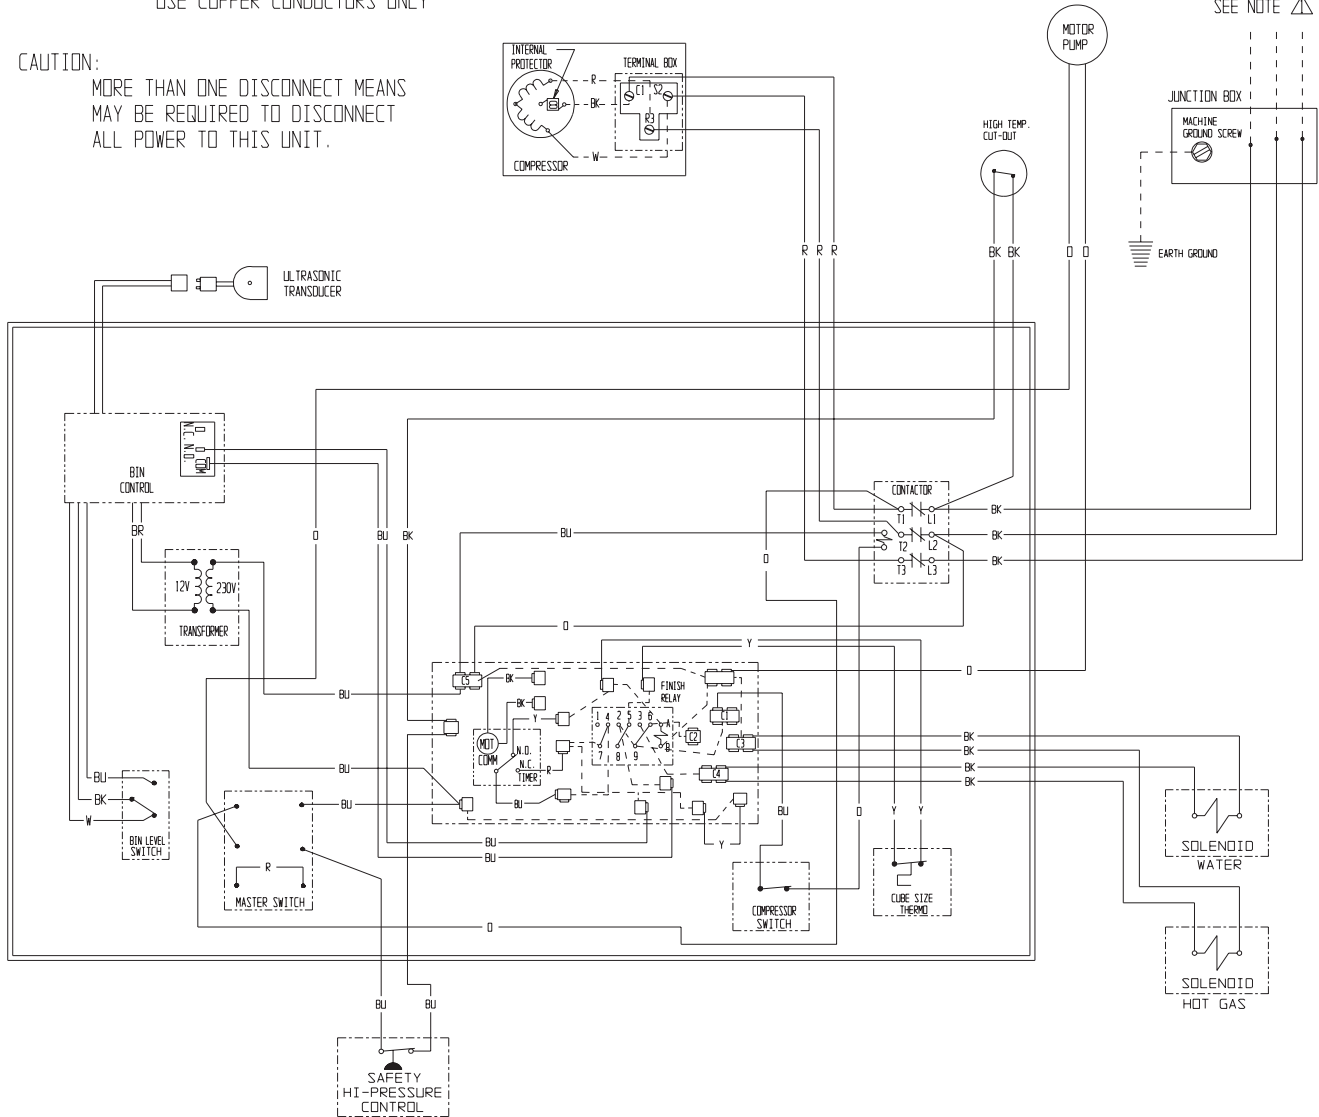 USE COPPER CONDUCTORS ONLY
SEE NOTE
CAUTION:
MORE THAN ONE DISCONNECT MEANS
MAY BE REQUIRED TO DISCONNECT
ALL POWER TO THIS UNIT.
INTERNAL
PROTECTOR
TERMINAL BOX
R
BK
C1 S2
R3
W
COMPRESSOR
MOTOR
PUMP
HIGH TEMP.
CUT-OUT
JUNCTION BOX
MACHINE
GROUND SCREW
EARTH GROUND
R R R
BK BK
O O
ULTRASONIC
TRANSDUCER
N.C. N.O.
COM
BIN
CONTROL
BR
O
BU BK
BU
CONTACTOR
T1 L1
BK
T2 L2
BK
T3 L3
BK
O
12V 230V
TRANSFORMER
O
Y
O
BU
C5
BK
BK
Y
FINISH
RELAY
1 4 2 5 3 6 A
7 8 9 B
C1
C2
C3
C4
MOT
COMM
N.O.
N.C.
TIMER
R
BU
BK
BK
BK
BK
BU
BU
BK
W
BIN LEVEL
SWITCH
BU
R
MASTER SWITCH
BU
BU
Y
BU
O
Y Y
COMPRESSOR
SWITCH
CUBE SIZE
THERMO
SOLENOID
WATER
O
SOLENOID
HOT GAS
BU BU
SAFETY
HI-PRESSURE
CONTROL